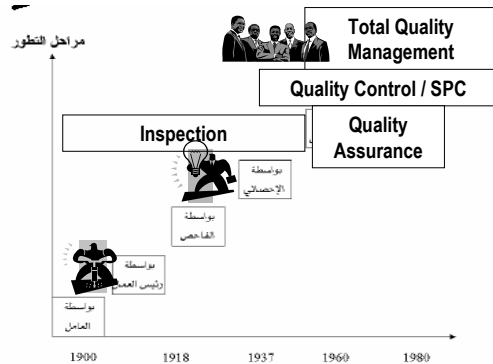 مراحل التطور
Total Quality
Management
Quality Control / SPC
Inspection
Quality
Assurance
بواسطة
الإحصائي
بواسطة
الفاحص
بواسطة
رئيس العمل
بواسطة
العامل
1900
1918
1937
1960
1980